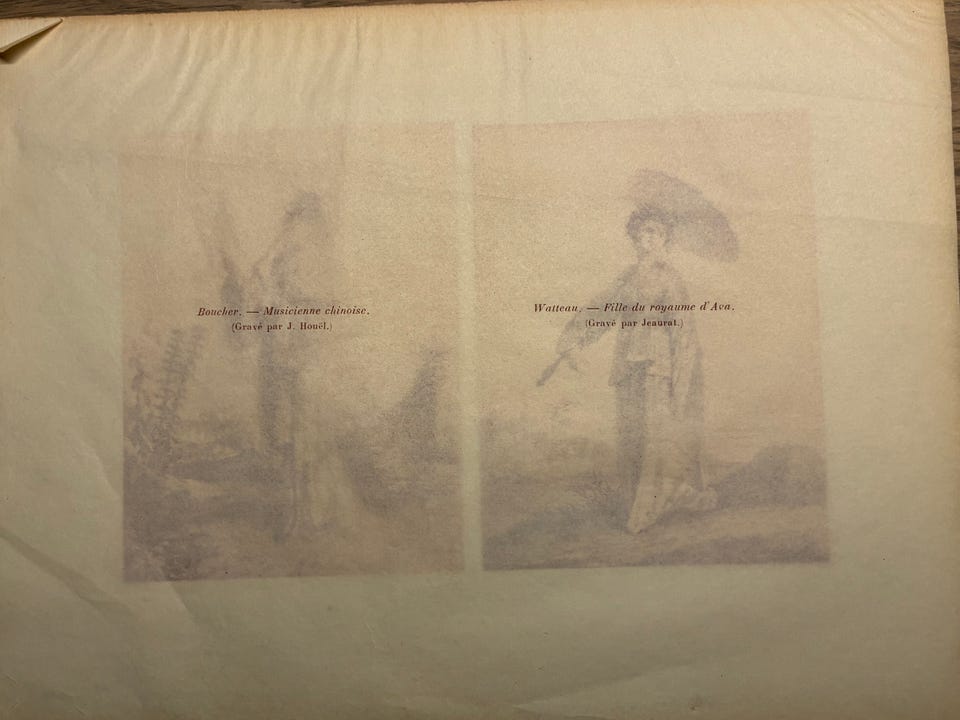 Boucher. — Musicienne chinoise.
(Gravé par J. Houël.)
Watteau. — Fille du royaume d'Ava.
(Gravé par Jeaurat.)